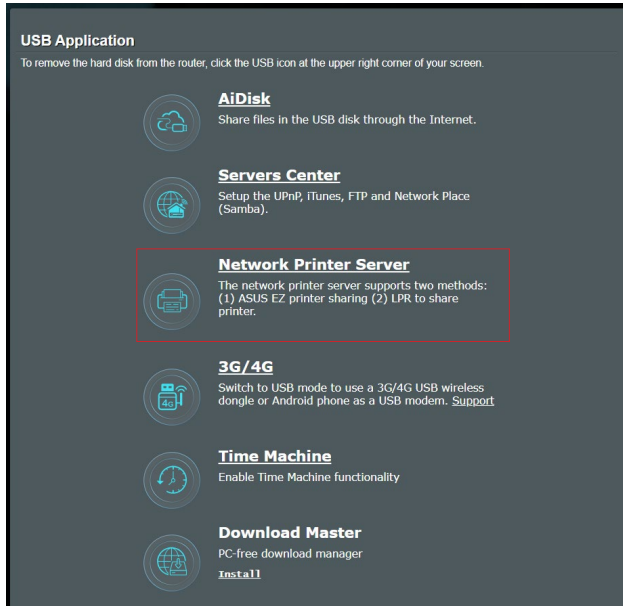 USB Application
To remove the hard disk from the router, click the USB icon at the upper right corner of your screen.
AiDisk
Share files in the USB disk through the Internet.
Servers Center
Setup the UPnP, iTunes, FTP and Network Place
(Samba).
Network Printer Server
The network printer server supports two methods:
(1) ASUS EZ printer sharing (2) LPR to share
printer.
3G/4G
4G
Switch to USB mode to use a 3G/4G USB wireless
dongle or Android phone as a USB modem. Support
Time Machine
Enable Time Machine functionality
Download Master
PC-free download manager
Install